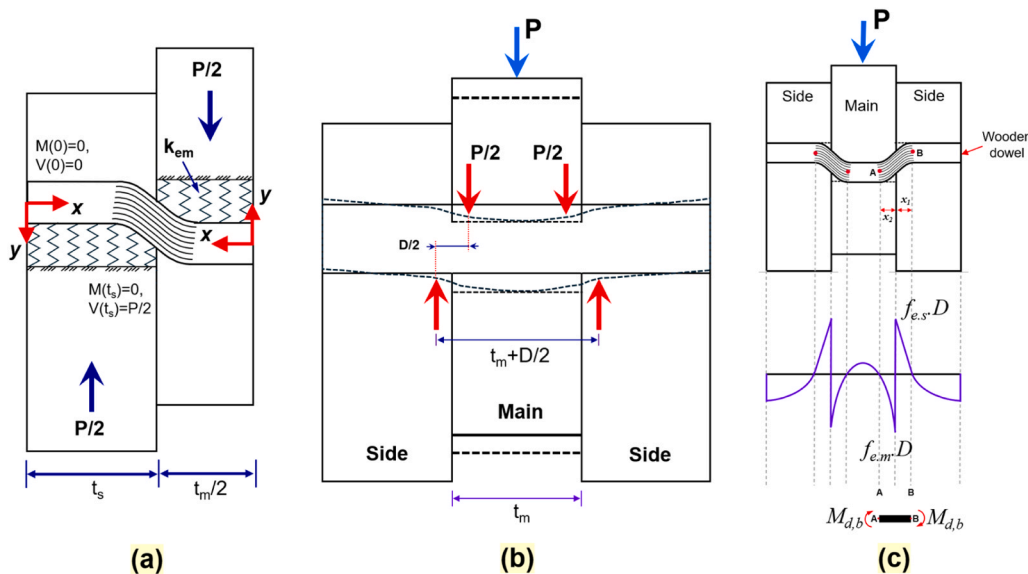 P/2
k_em
M(0)=0,
V(0)=0
y
x
x
y
M(t_s)=0,
V(t_s)=P/2
P/2
t_s
t_m/2
(a)
P
P/2
P/2
D/2
t_m+D/2
Main
Side
Side
t_m
(b)
P
Side
Main
Side
Wooden
dowel
B
A
x_2
x_1
f_e.s.D
f_e.m.D
A
B
M_d,b
A
B
M_d,b
(c)